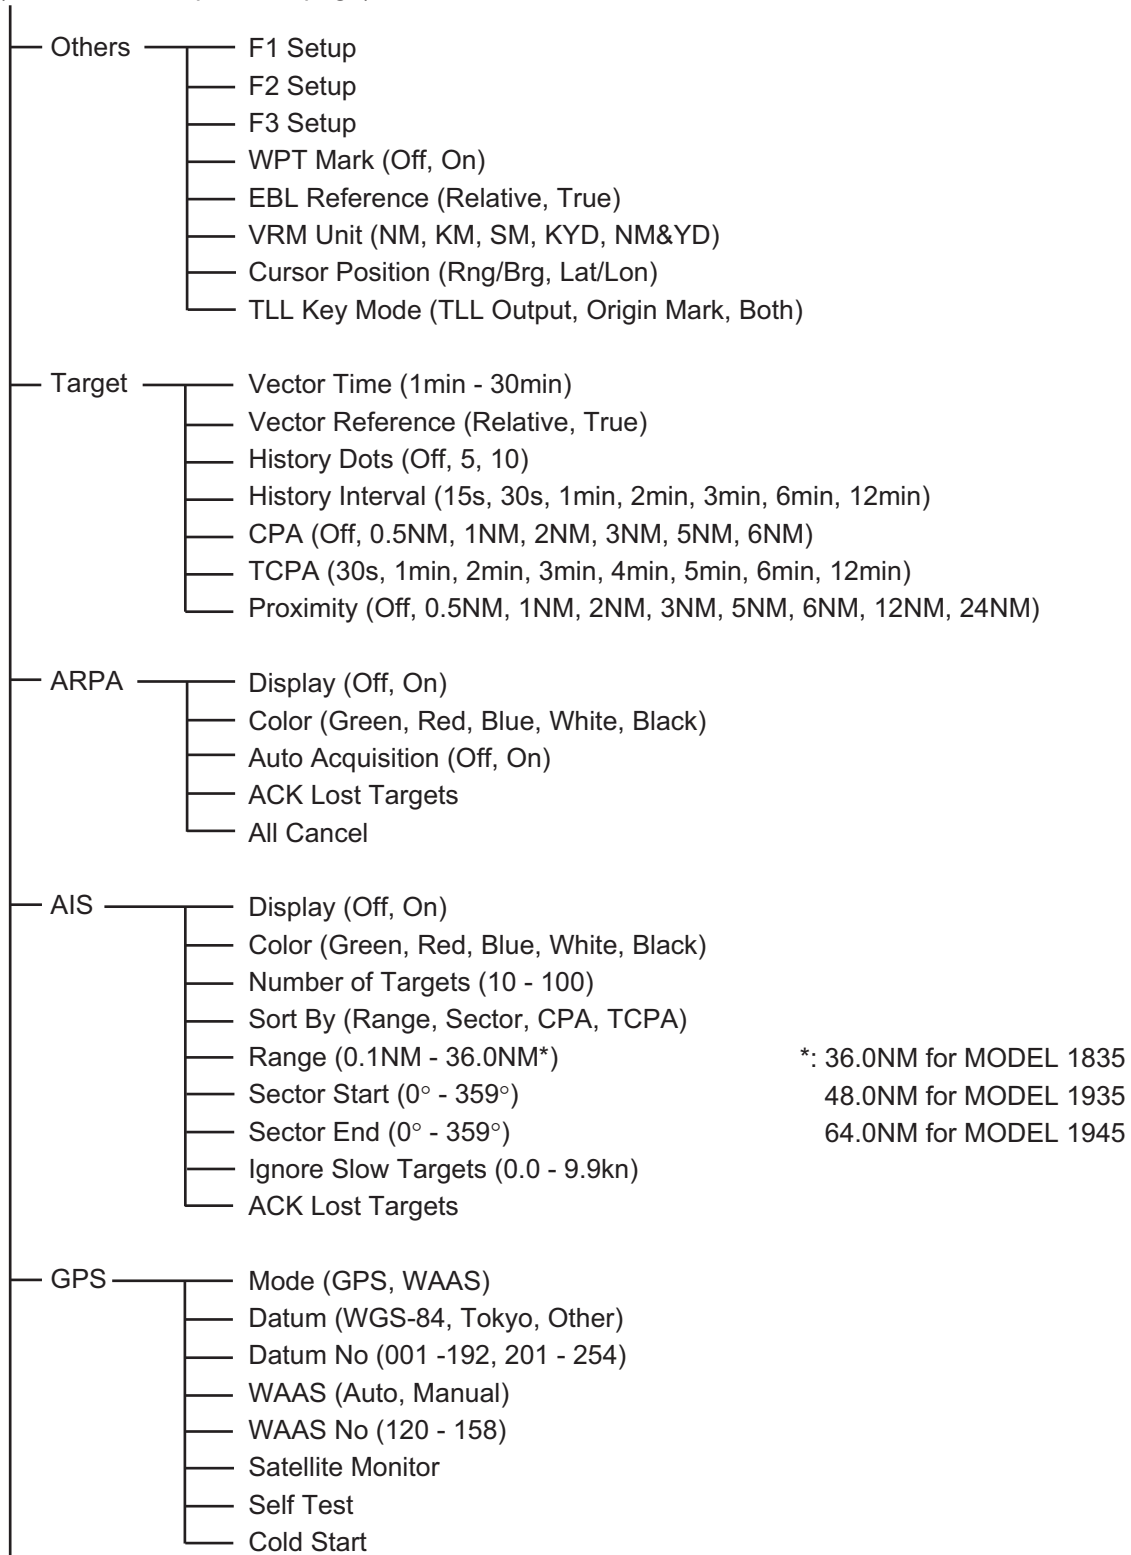 Others
F1 Setup
F2 Setup
F3 Setup
WPT Mark (Off, On)
EBL Reference (Relative, True)
VRM Unit (NM, KM, SM, KYD, NM&YD)
Cursor Position (Rng/Brg, Lat/Lon)
TLL Key Mode (TLL Output, Origin Mark, Both)
Target
Vector Time (1min - 30min)
Vector Reference (Relative, True)
History Dots (Off, 5, 10)
History Interval (15s, 30s, 1min, 2min, 3min, 6min, 12min)
CPA (Off, 0.5NM, 1NM, 2NM, 3NM, 5NM, 6NM)
TCPA (30s, 1min, 2min, 3min, 4min, 5min, 6min, 12min)
Proximity (Off, 0.5NM, 1NM, 2NM, 3NM, 5NM, 6NM, 12NM, 24NM)
ARPA
Display (Off, On)
Color (Green, Red, Blue, White, Black)
Auto Acquisition (Off, On)
ACK Lost Targets
All Cancel
AIS
Display (Off, On)
Color (Green, Red, Blue, White, Black)
Number of Targets (10 - 100)
Sort By (Range, Sector, CPA, TCPA)
Range (0.1NM - 36.0NM*)
*: 36.0NM for MODEL 1835
Sector Start (0° - 359°)
48.0NM for MODEL 1935
Sector End (0° - 359°)
64.0NM for MODEL 1945
Ignore Slow Targets (0.0 - 9.9kn)
ACK Lost Targets
GPS
Mode (GPS, WAAS)
Datum (WGS-84, Tokyo, Other)
Datum No (001 -192, 201 - 254)
WAAS (Auto, Manual)
WAAS No (120 - 158)
Satellite Monitor
Self Test
Cold Start